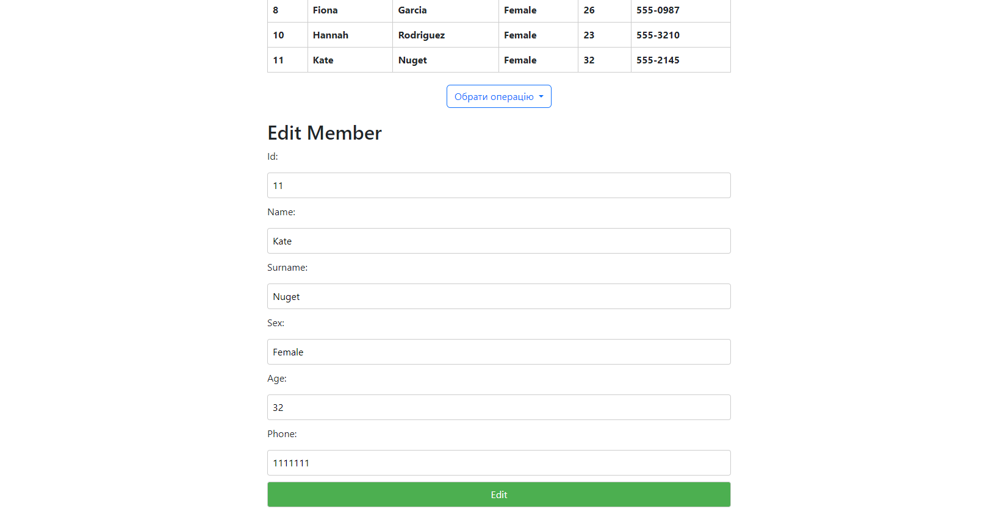 8 Fiona Garcia Female 26 555-0987
10 Hannah Rodriguez Female 23 555-3210
11 Kate Nuget Female 32 555-2145
Обрати операцію
Edit Member
Id:
11
Name:
Kate
Surname:
Nuget
Sex:
Female
Age:
32
Phone:
1111111
Edit